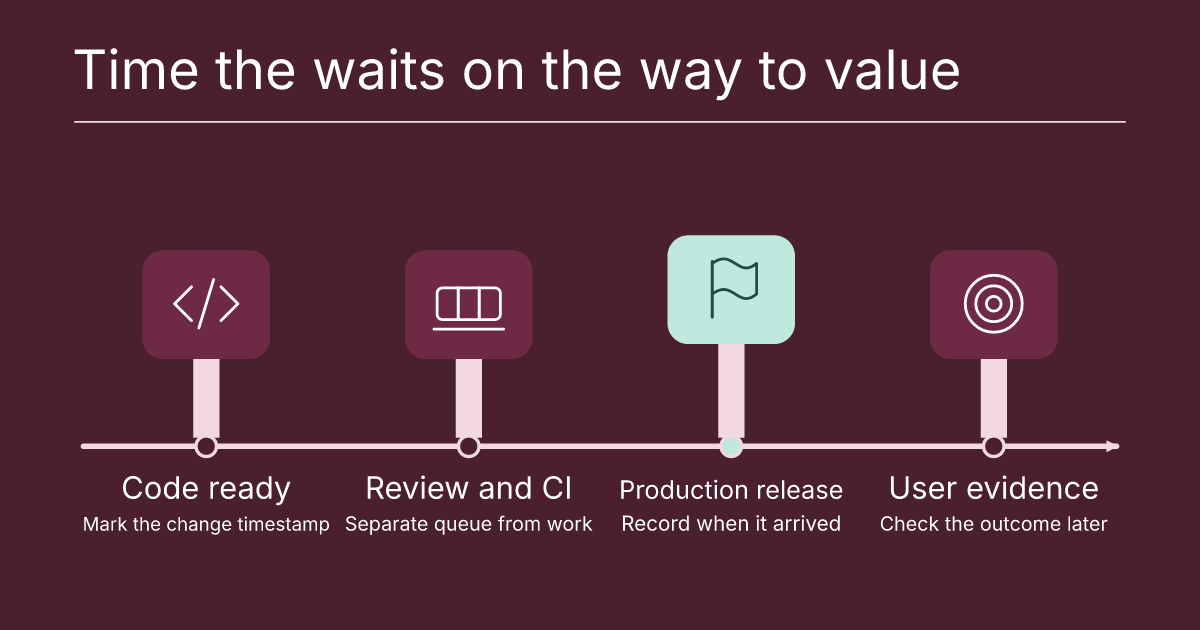 Time the waits on the way to value
Code ready
Mark the change timestamp
Review and CI
Separate queue from work
Production release
Record when it arrived
User evidence
Check the outcome later